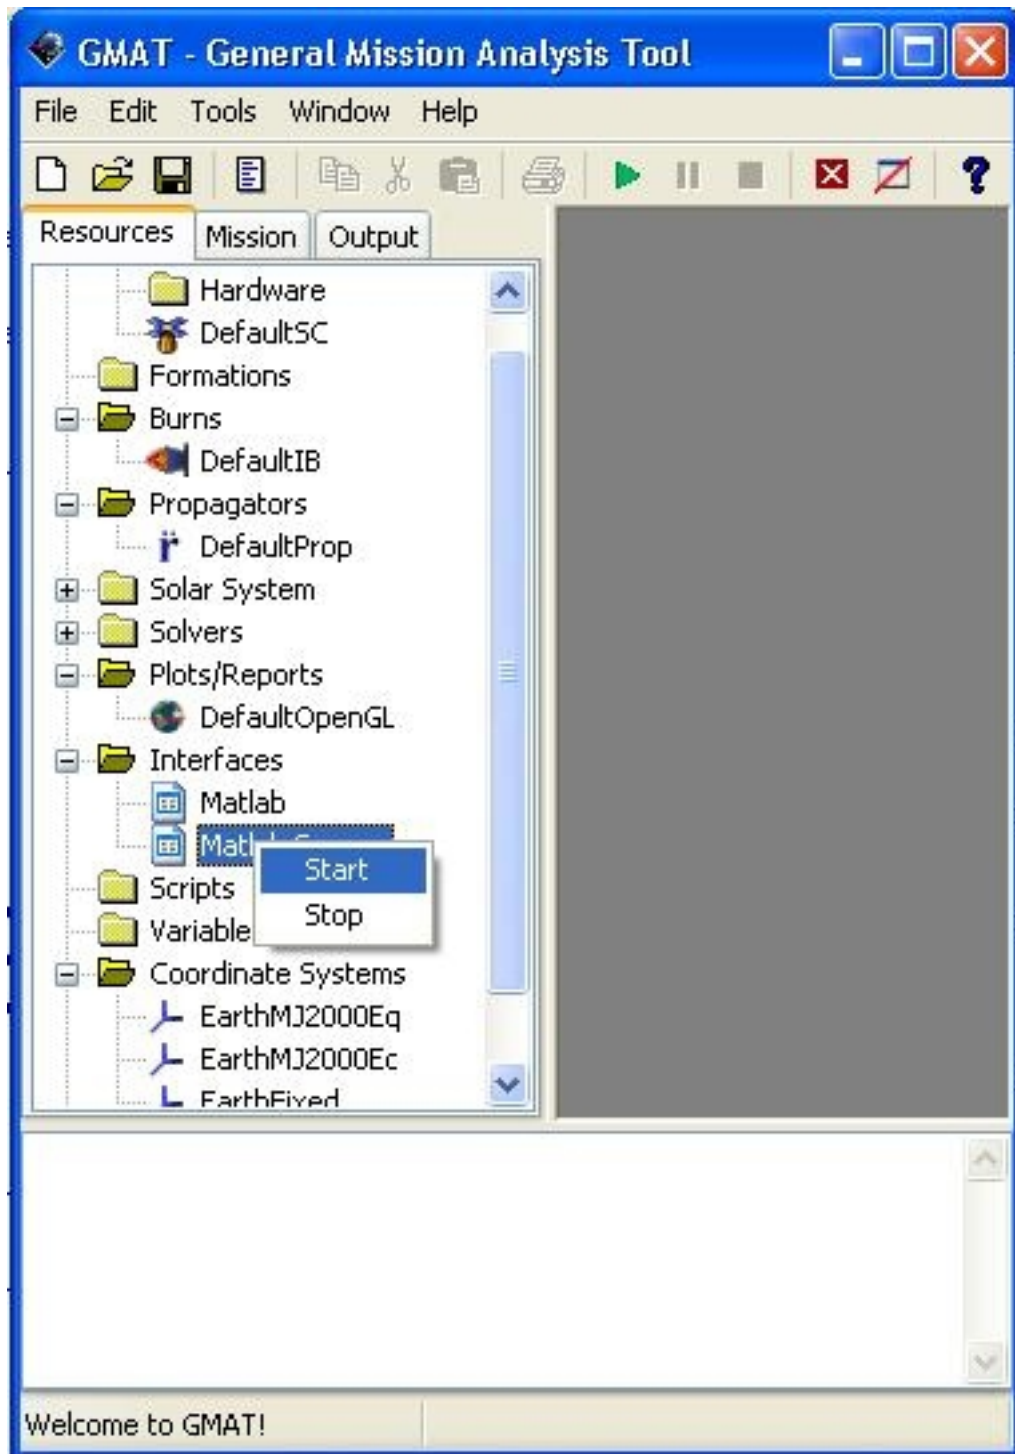 GMAT - General Mission Analysis Tool
File Edit Tools Window Help
Resources Mission Output
Hardware
DefaultSC
Formations
Burns
DefaultIB
Propagators
DefaultProp
Solar System
Solvers
Plots/Reports
DefaultOpenGL
Interfaces
Matlab
Start
Scripts
Stop
Variable
Coordinate Systems
EarthMJ2000Eq
EarthMJ2000Ec
EarthFixed
Welcome to GMAT!